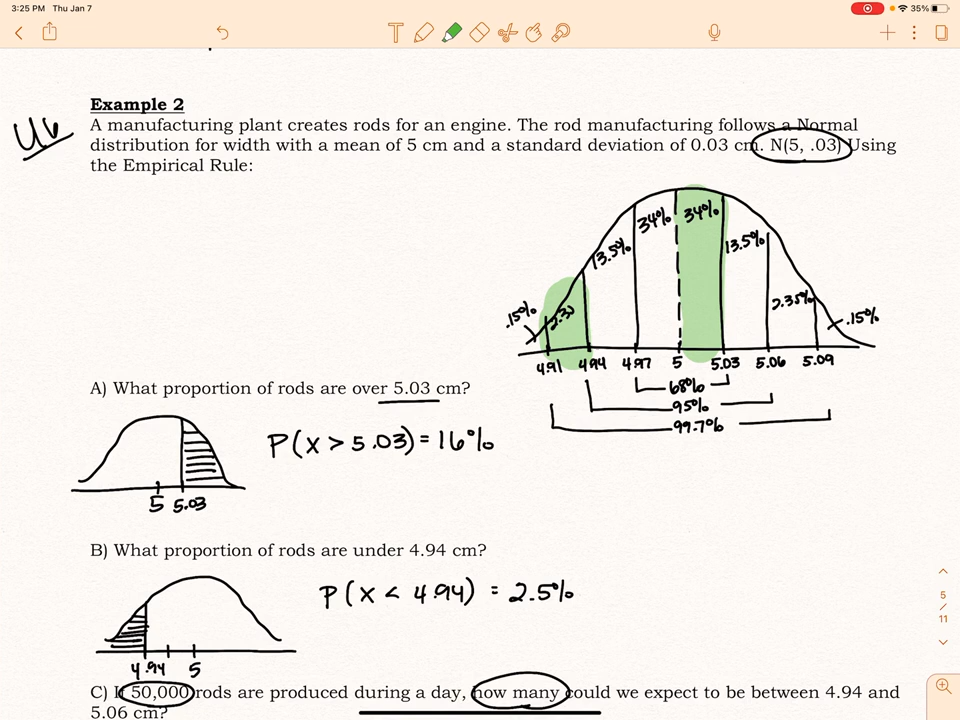 3:25 PM Thu Jan 7
35%
T
Example 2
A manufacturing plant creates rods for an engine. The rod manufacturing follows a Normal
distribution for width with a mean of 5 cm and a standard deviation of 0.03 cm. N(5, .03) Using
the Empirical Rule:
34% 34%
13.5% 13.5%
2.35%
.15% .15%
4.91 4.94 4.97 5 5.03 5.06 5.09
68%
95%
99.7%
A) What proportion of rods are over 5.03 cm?
P(X > 5.03) = 16%
5 5.03
B) What proportion of rods are under 4.94 cm?
P(X < 4.94) = 2.5%
4.94 5
C) If 50,000 rods are produced during a day, how many could we expect to be between 4.94 and
5.06 cm?
5
/
11